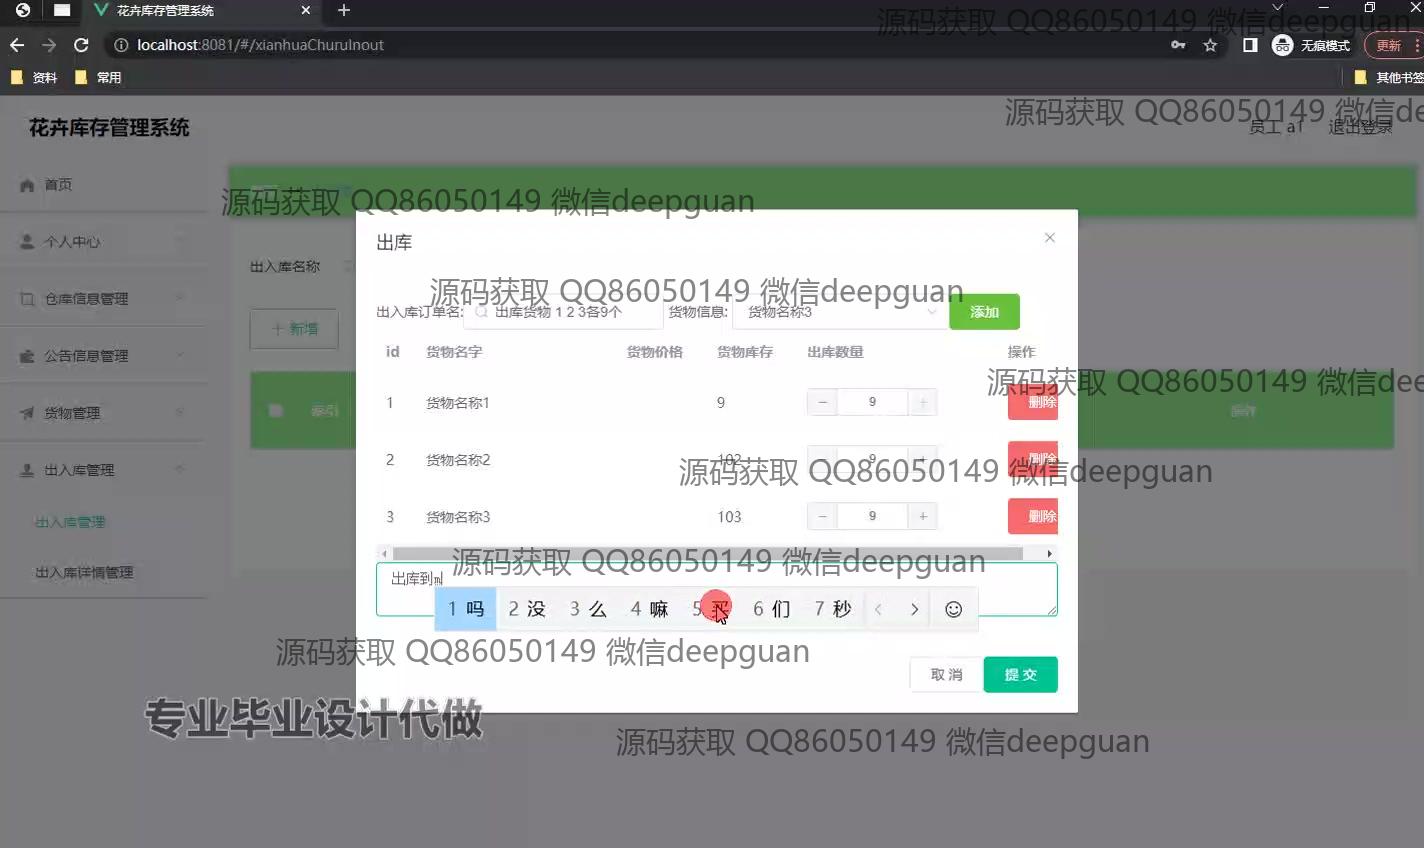 花卉库存管理系统
localhost:8081/#/xianhuaChuruInout
无痕模式
更新
资料
常用
其他书签
源码获取 QQ86050149 微信deepguan
花卉库存管理系统
源码获取 QQ86050149 微信de
员工 a1
退出登录
首页
源码获取 QQ86050149 微信deepguan
个人中心
出库
出入库名称
仓库信息管理
源码获取 QQ86050149 微信deepguan
出入库订单名:
出库货物 1 2 3各9个
货物信息:
货物名称3
添加
新增
公告信息管理
id 货物名字 货物价格 货物库存 出库数量 操作
源码获取 QQ86050149 微信dee
1 货物名称1 9 − 9 + 删除
货物管理
索引
操作
2 货物名称2 102 − 9 + 删除
出入库管理
源码获取 QQ86050149 微信deepguan
3 货物名称3 103 − 9 + 删除
出入库管理
源码获取 QQ86050149 微信deepguan
出入库详情管理
出库到m
1 吗 2 没 3 么 4 嘛 5 买 6 们 7 秒
源码获取 QQ86050149 微信deepguan
取消
提交
专业毕业设计代做
源码获取 QQ86050149 微信deepguan